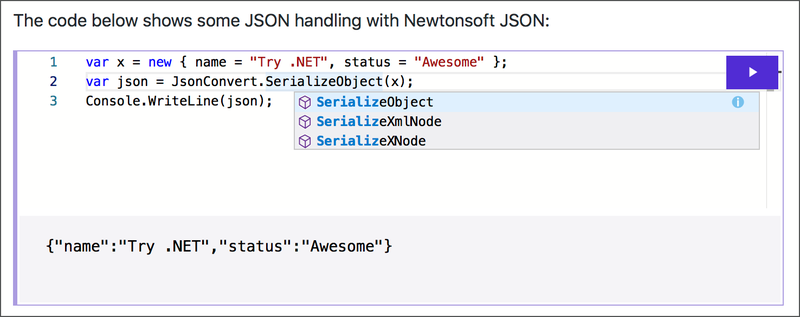 The code below shows some JSON handling with Newtonsoft JSON:
1 var x = new { name = "Try .NET", status = "Awesome" };
2 var json = JsonConvert.SerializeObject(x);
3 Console.WriteLine(json);
SerializeObject
SerializeXmlNode
SerializeXNode
{"name":"Try .NET","status":"Awesome"}